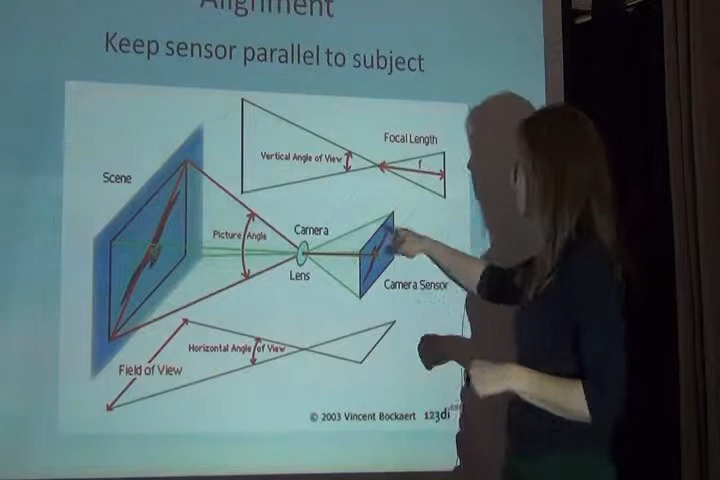 Alignment
Keep sensor parallel to subject
Focal Length
Vertical Angle of View
f
Scene
Picture Angle
Camera
Lens
Camera Sensor
Horizontal Angle of View
Field of View
© 2003 Vincent Bockaert 123di